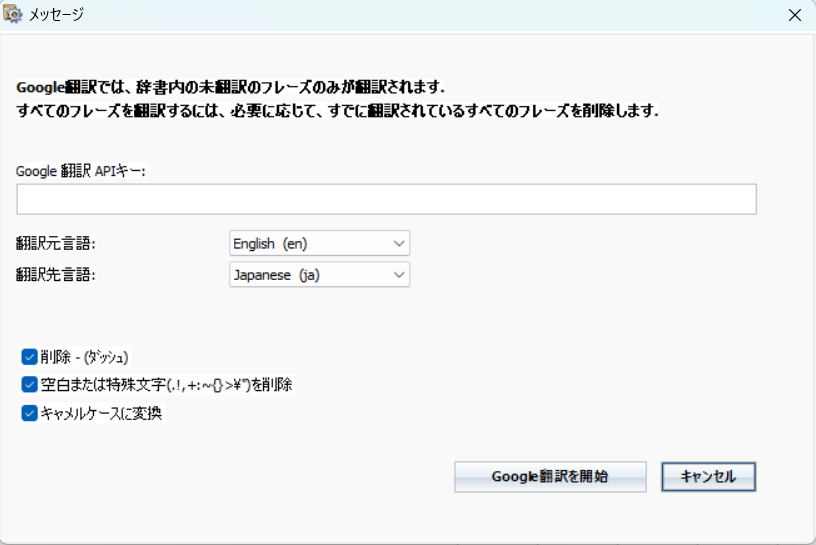 メッセージ
Google翻訳では、辞書内の未翻訳のフレーズのみが翻訳されます.
すべてのフレーズを翻訳するには、必要に応じて、すでに翻訳されているすべてのフレーズを削除します.
Google 翻訳 APIキー:
翻訳元言語: English (en)
翻訳先言語: Japanese (ja)
削除 - (ﾀﾞｯｼｭ)
空白または特殊文字(.!,+:~{}>¥")を削除
キャメルケースに変換
Google翻訳を開始 キャンセル